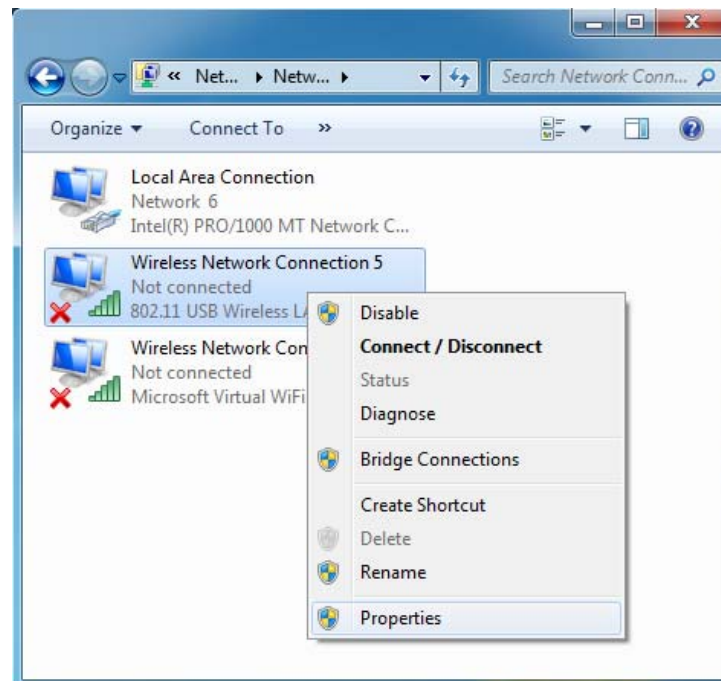 « Net... Netw...
Search Network Conn...
Organize Connect To »
Local Area Connection
Network 6
Intel(R) PRO/1000 MT Network C...
Wireless Network Connection 5
Not connected
802.11 USB Wireless
Wireless Network
Not connected
Microsoft Virtual WiFi
Disable
Connect / Disconnect
Status
Diagnose
Bridge Connections
Create Shortcut
Delete
Rename
Properties